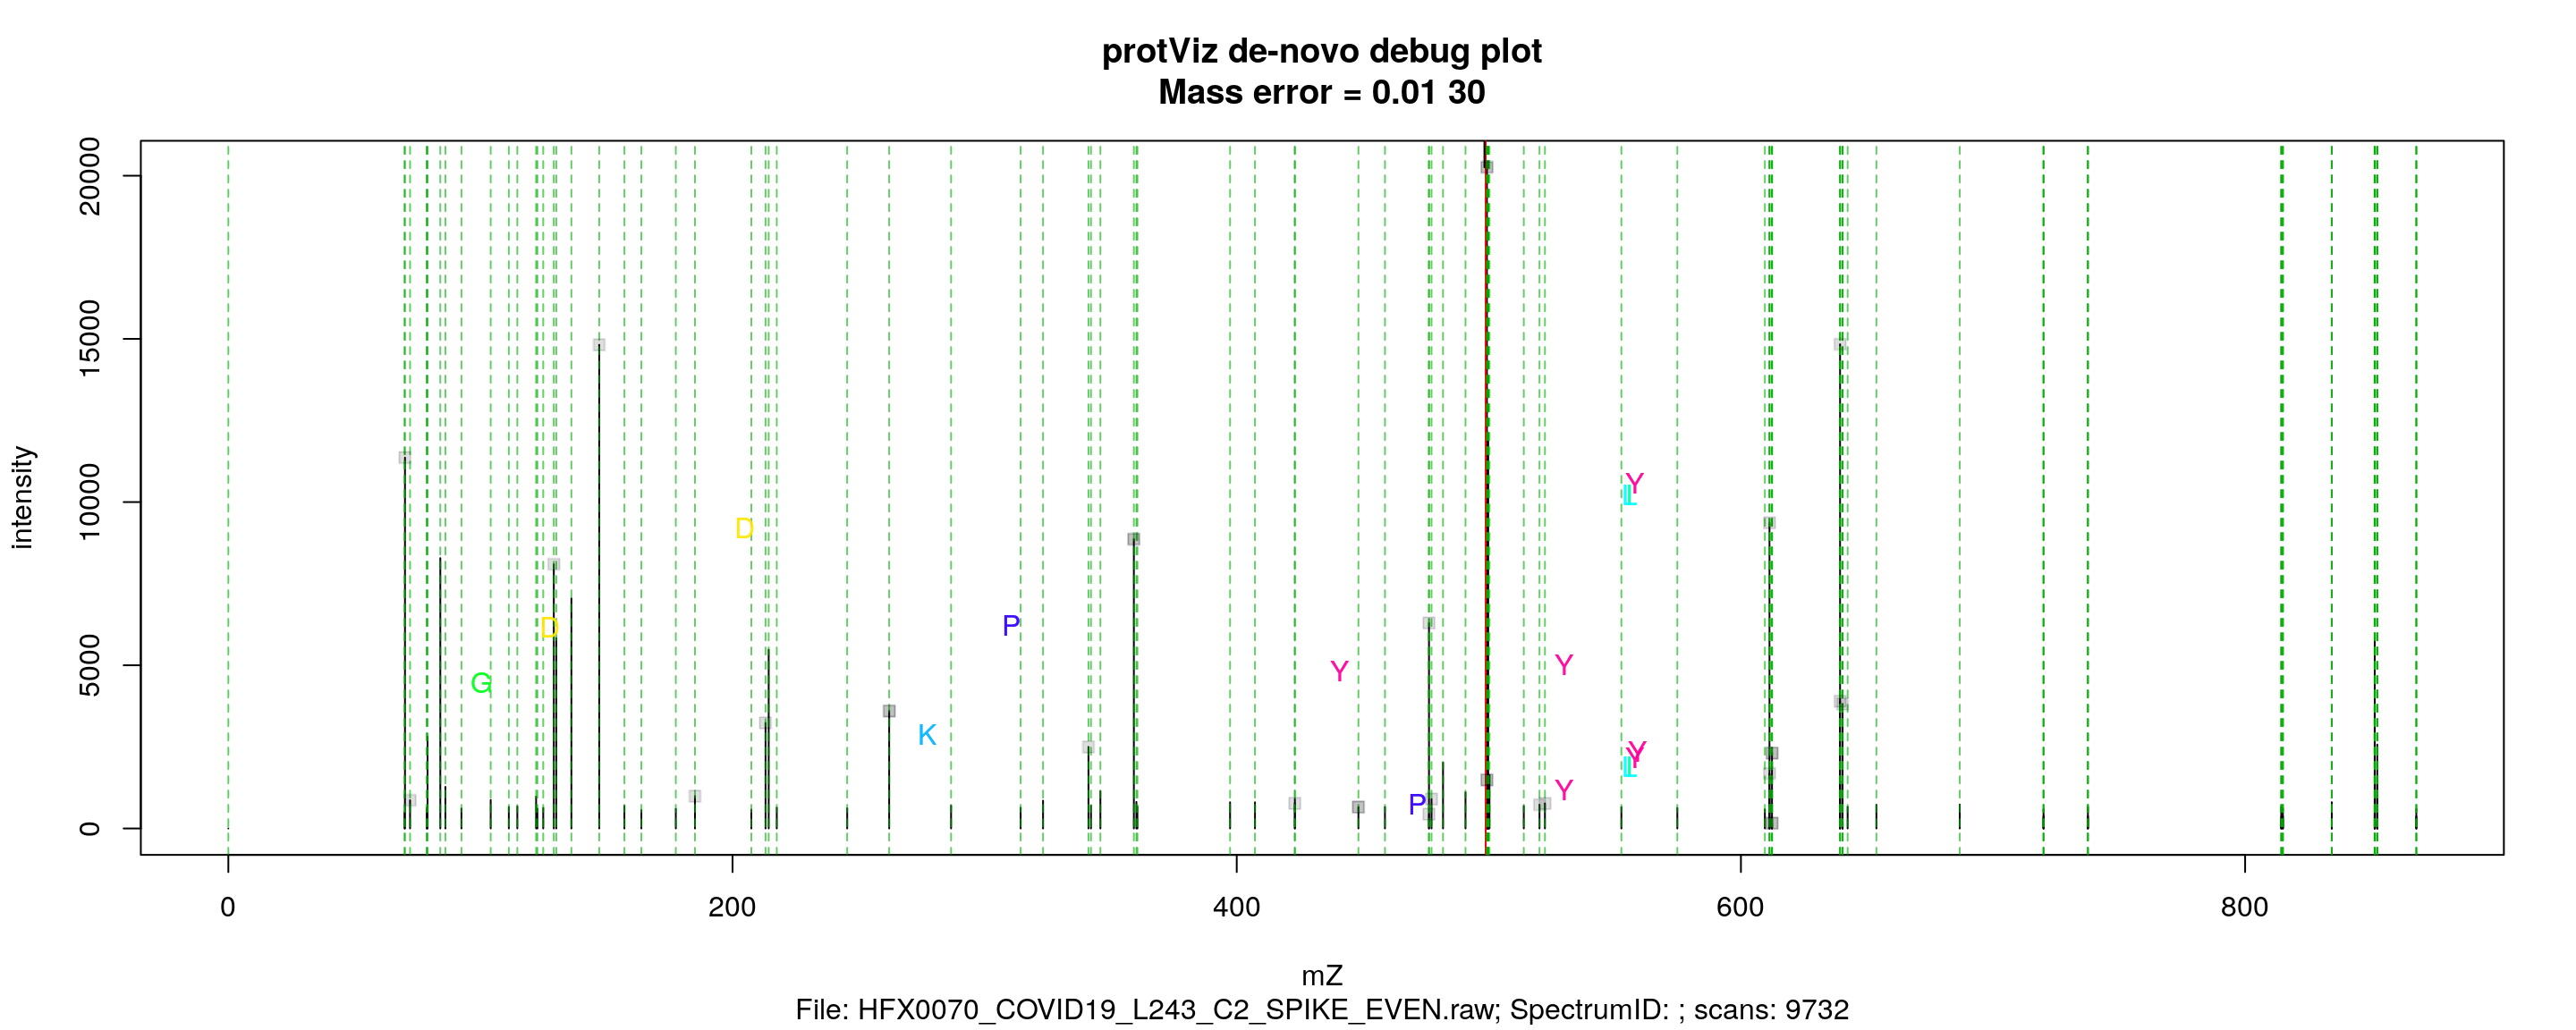 protViz de-novo debug plot
Mass error = 0.01 30
intensity
20000
15000
10000
5000
0
Y
D
D
P
G
Y
Y
K
Y
Y
Y
P
0 200 400 600 800
mZ
File: HFX0070_COVID19_L243_C2_SPIKE_EVEN.raw; SpectrumID: ; scans: 9732